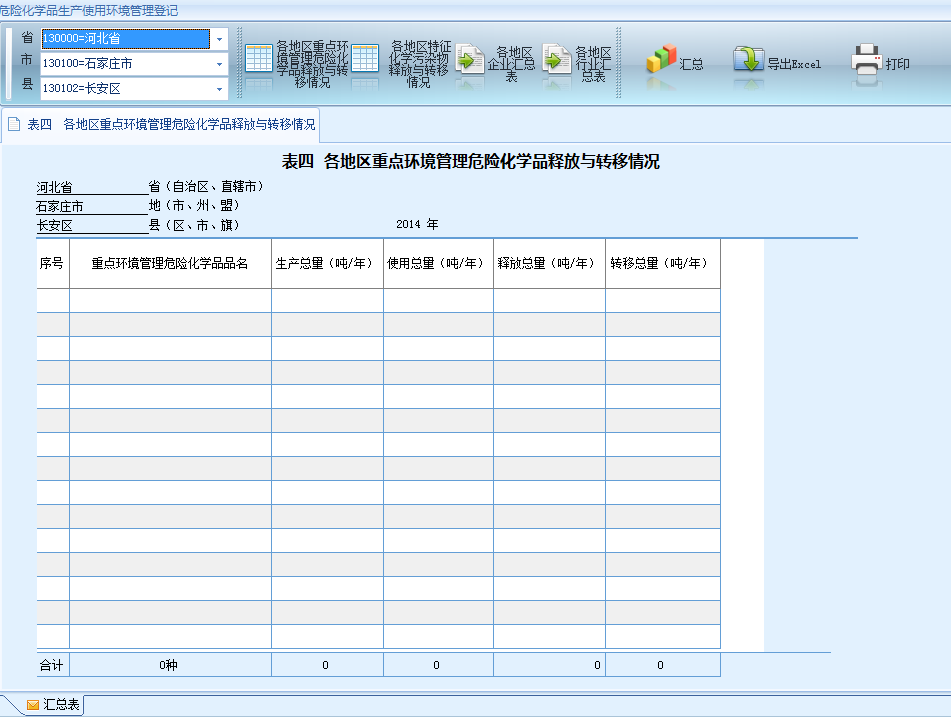 危险化学品生产使用环境管理登记
省 130000=河北省
市 130100=石家庄市
县 130102=长安区
各地区重点环
境管理危险化
学品释放与转
移情况
各地区特征
化学污染物
释放与转移
情况
各地区
企业汇总
表
各地区
行业汇
总表
汇总
导出Excel
打印
表四 各地区重点环境管理危险化学品释放与转移情况
表四 各地区重点环境管理危险化学品释放与转移情况
河北省 省（自治区、直辖市）
石家庄市 地（市、州、盟）
长安区 县（区、市、旗） 2014 年
序号 重点环境管理危险化学品品名 生产总量（吨/年） 使用总量（吨/年） 释放总量（吨/年） 转移总量（吨/年）
合计 0种 0 0 0 0
汇总表